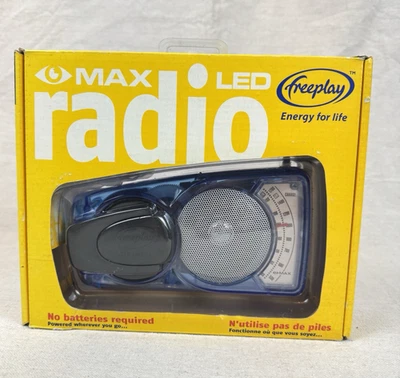 MAX LED
radio
freeplay™
Energy for life
No batteries required
Powered wherever you go...
N'utilise pas de piles
Fonctionne où que vous soyez...